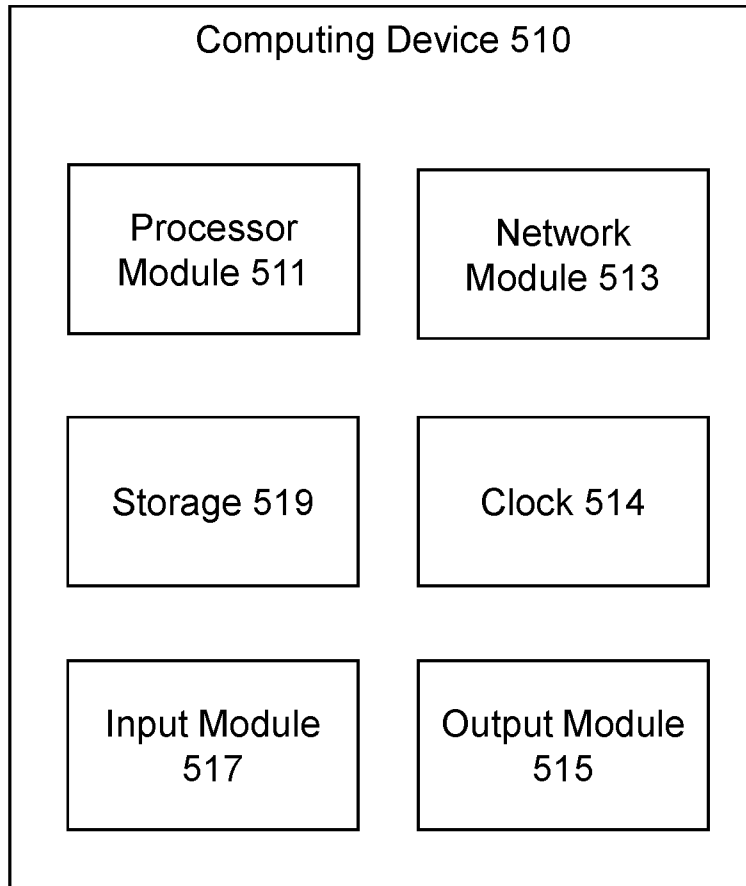 Computing Device 510
Processor
Module 511
Network
Module 513
Storage 519
Clock 514
Input Module
517
Output Module
515